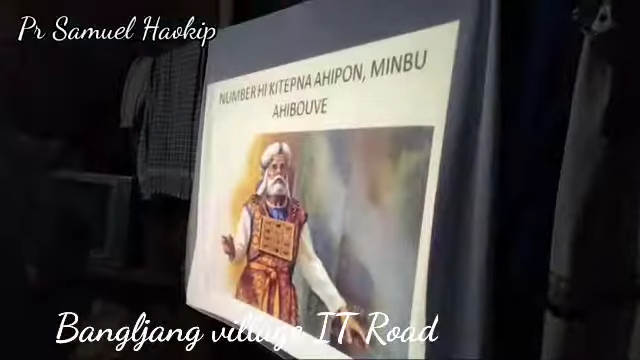 Pr Samuel Haokip
NUMBER HI KITEPNA AHIPON, MINBU
AHIBOUVE
Bangljang village IT Road